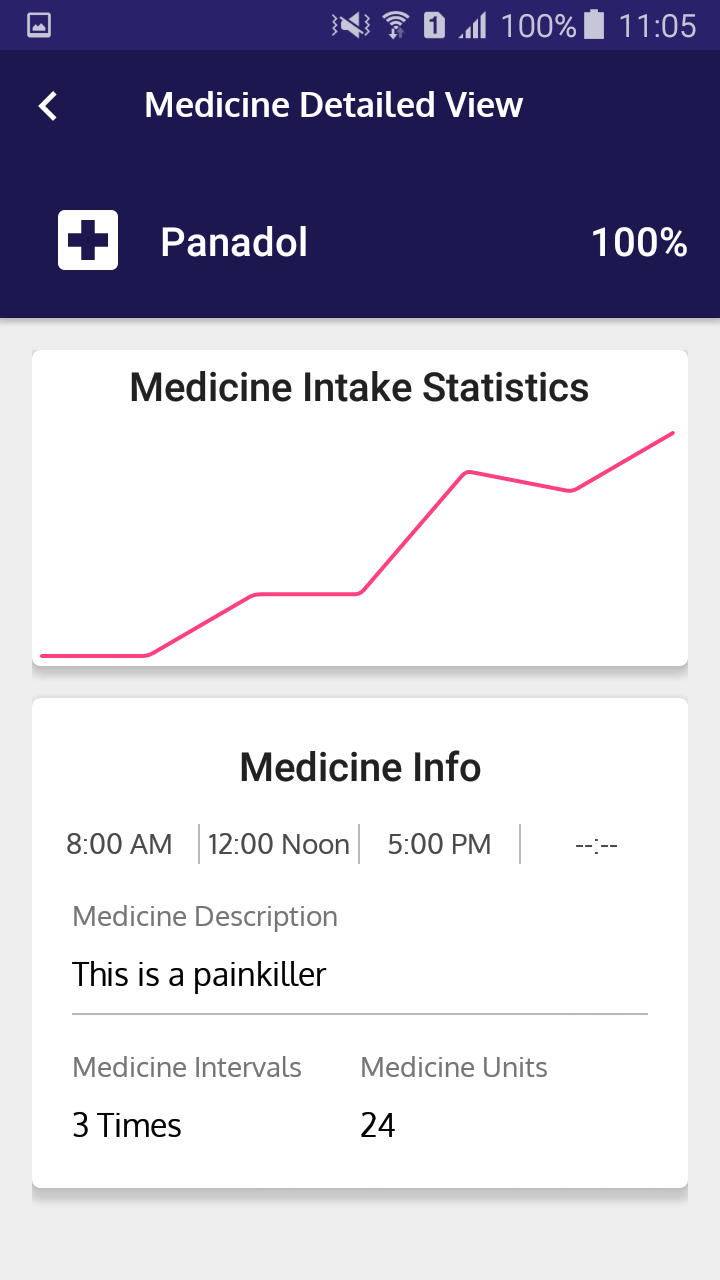 1 100% 11:05
Medicine Detailed View
Panadol 100%
Medicine Intake Statistics
Medicine Info
8:00 AM 12:00 Noon 5:00 PM --:--
Medicine Description
This is a painkiller
Medicine Intervals Medicine Units
3 Times 24